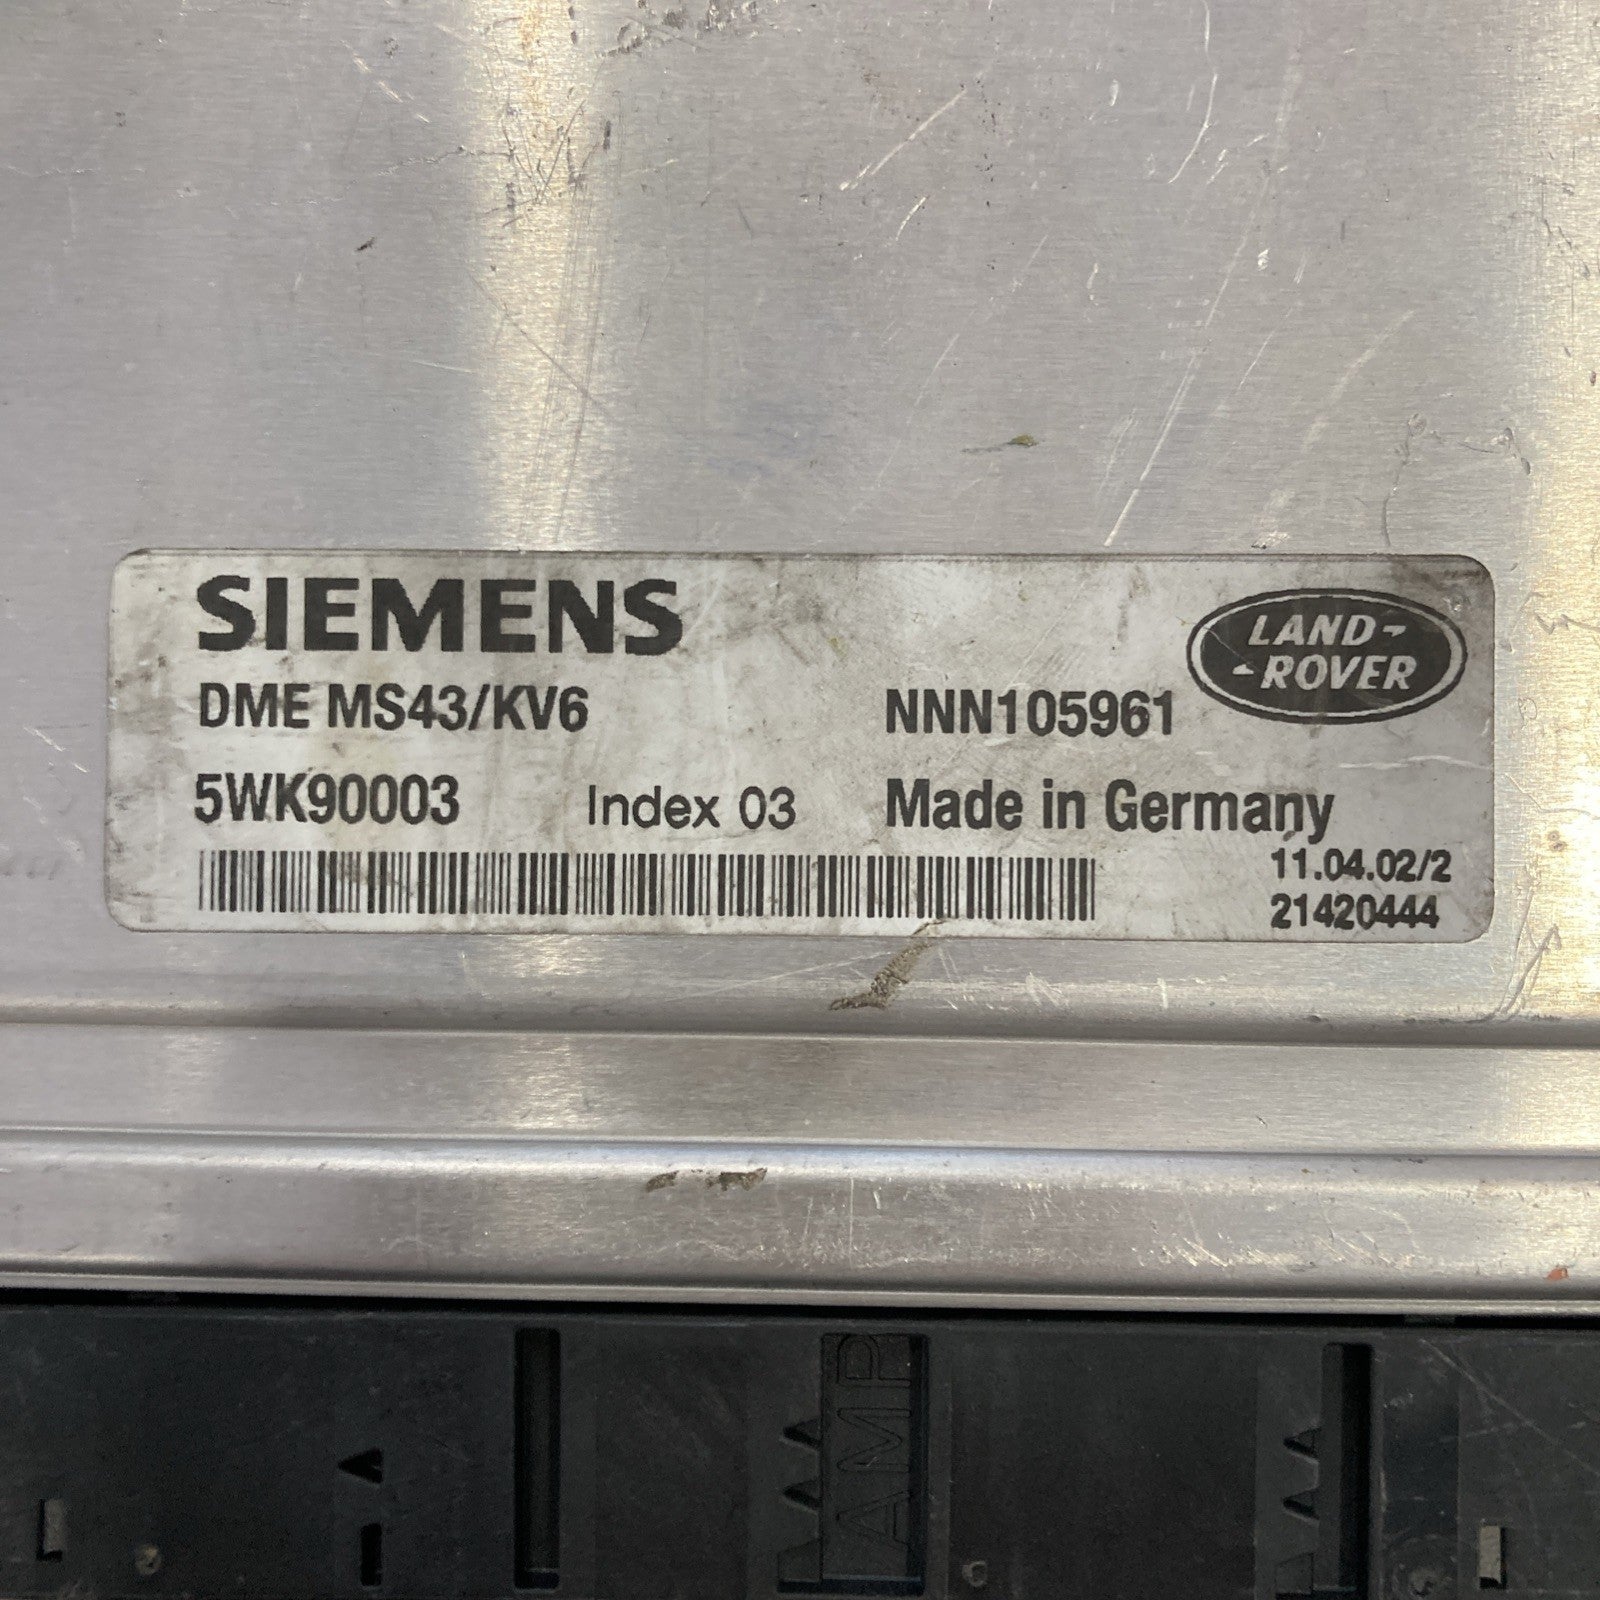 SIEMENS
LAND-
-ROVER
DME MS43/KV6 NNN105961
5WK90003 Index 03 Made in Germany
11.04.02/2
21420444
AMP